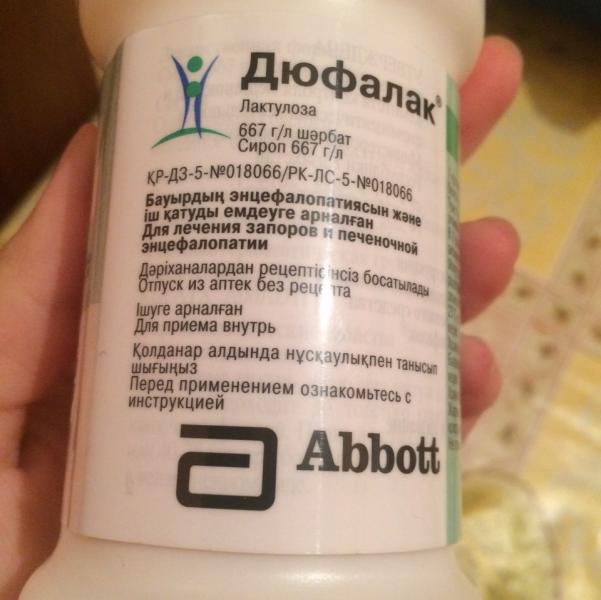 Дюфалак®
Лактулоза
667 г/л шәрбат
Сироп 667 г/л
ҚР-ДЗ-5-№018066/РК-ЛС-5-№018066
Бауырдың энцефалопатиясын және
іш қатуды емдеуге арналған
Для лечения запоров и печеночной
энцефалопатии
Дәріханалардан рецептісінсіз босатылады
Отпуск из аптек без рецепта
Ішуге арналған
Для приема внутрь
Қолданар алдында нұсқаулықпен танысып
шығыңыз
Перед применением ознакомьтесь с
инструкцией
Abbott